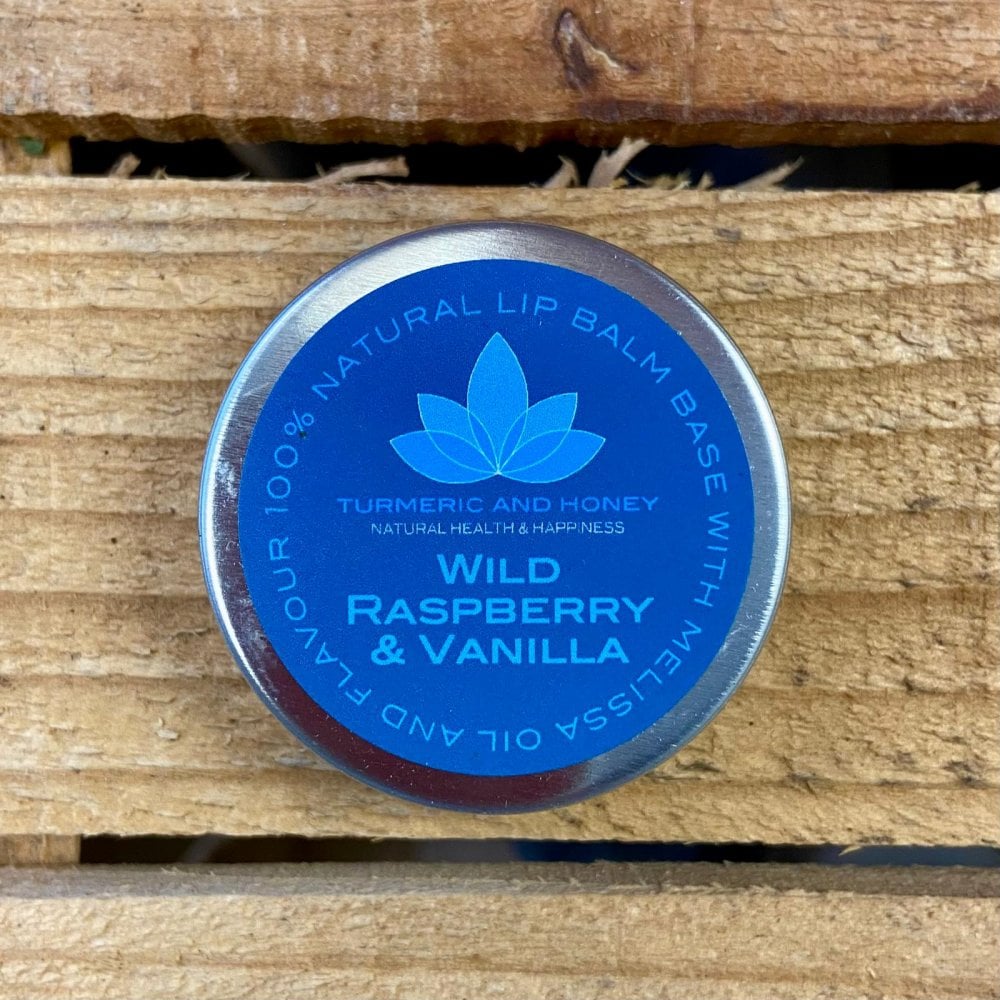 100% NATURAL LIP BALM BASE WITH MELISSA OIL AND FLAVOUR
TURMERIC AND HONEY
NATURAL HEALTH & HAPPINESS
WILD
RASPBERRY
& VANILLA